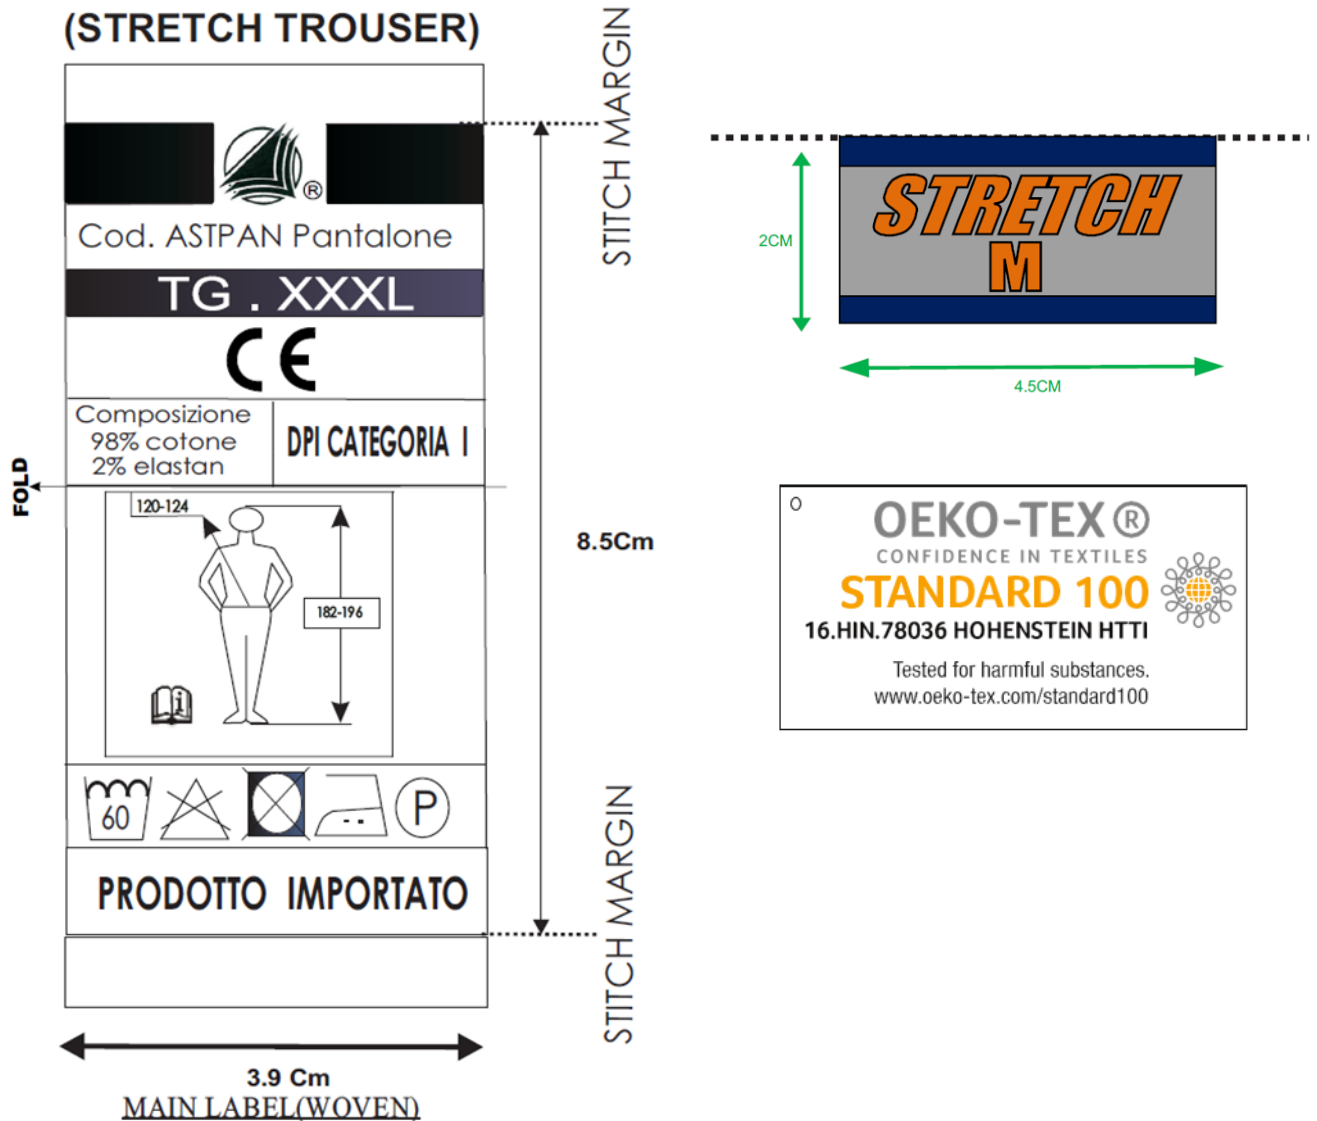 (STRETCH TROUSER)
STITCH MARGIN
®
Cod. ASTPAN Pantalone
TG . XXXL
CE
Composizione
98% cotone
2% elastan
DPI CATEGORIA I
FOLD
120-124
182-196
i
8.5Cm
60
P
PRODOTTO IMPORTATO
STITCH MARGIN
3.9 Cm
MAIN LABEL(WOVEN)
STRETCH
M
2CM
4.5CM
OEKO-TEX®
CONFIDENCE IN TEXTILES
STANDARD 100
16.HIN.78036 HOHENSTEIN HTTI
Tested for harmful substances.
www.oeko-tex.com/standard100